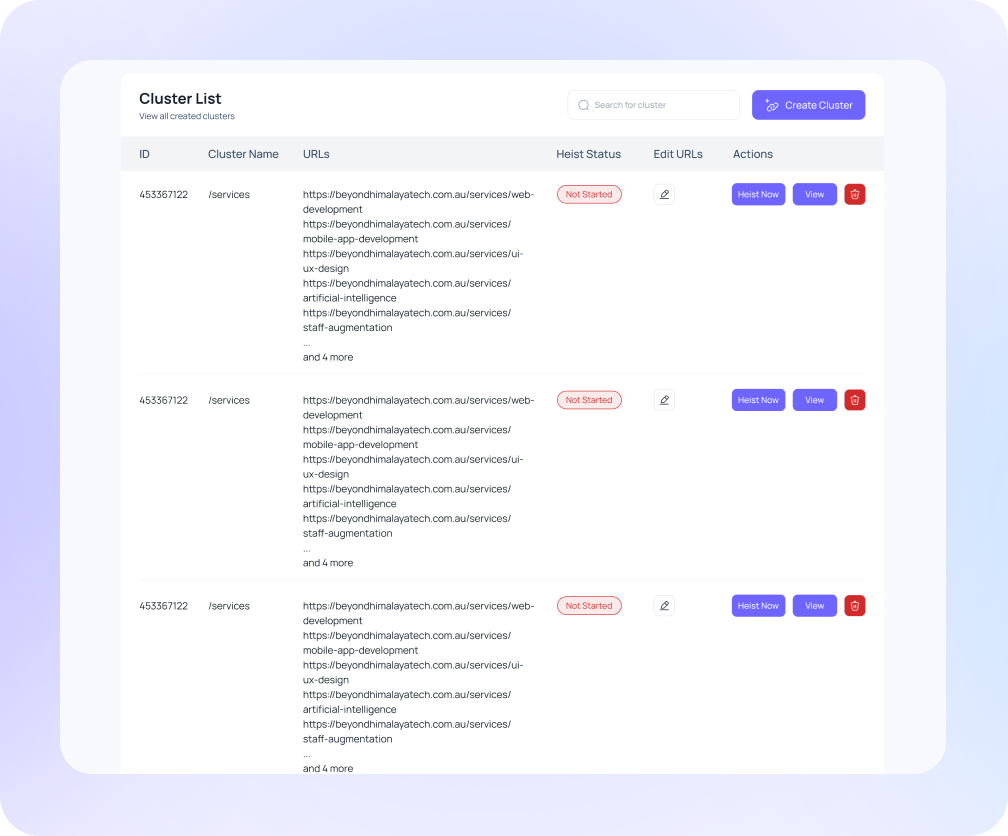 Cluster List
View all created clusters
Search for cluster
Create Cluster
ID Cluster Name URLs Heist Status Edit URLs Actions
453367122 /services https://beyondhimalayatech.com.au/services/web- Not Started Heist Now View
development
https://beyondhimalayatech.com.au/services/
mobile-app-development
https://beyondhimalayatech.com.au/services/ui-
ux-design
https://beyondhimalayatech.com.au/services/
artificial-intelligence
https://beyondhimalayatech.com.au/services/
staff-augmentation
...
and 4 more
453367122 /services https://beyondhimalayatech.com.au/services/web- Not Started Heist Now View
development
https://beyondhimalayatech.com.au/services/
mobile-app-development
https://beyondhimalayatech.com.au/services/ui-
ux-design
https://beyondhimalayatech.com.au/services/
artificial-intelligence
https://beyondhimalayatech.com.au/services/
staff-augmentation
...
and 4 more
453367122 /services https://beyondhimalayatech.com.au/services/web- Not Started Heist Now View
development
https://beyondhimalayatech.com.au/services/
mobile-app-development
https://beyondhimalayatech.com.au/services/ui-
ux-design
https://beyondhimalayatech.com.au/services/
artificial-intelligence
https://beyondhimalayatech.com.au/services/
staff-augmentation
...
and 4 more